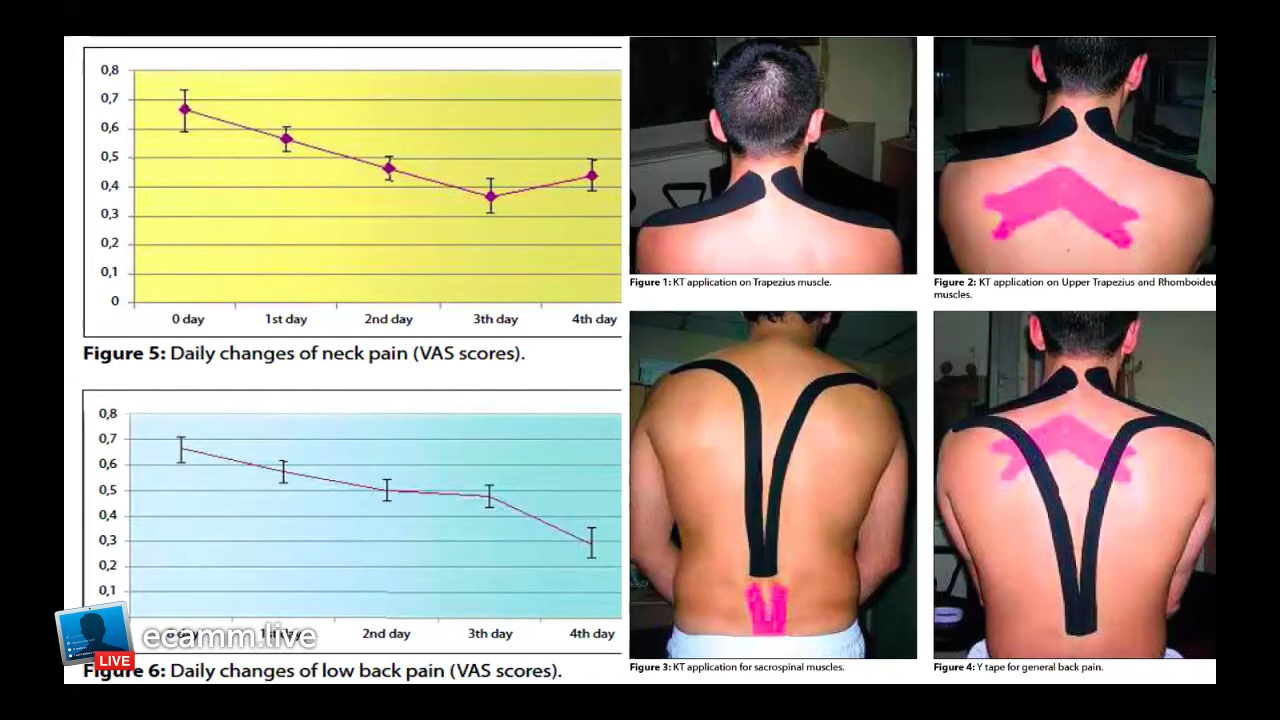 0,8
0,7
0,6
0,5
0,4
0,3
0,2
0,1
0
0 day 1st day 2nd day 3th day 4th day
Figure 5: Daily changes of neck pain (VAS scores).
0,8
0,7
0,6
0,5
0,4
0,3
0,2
0,1
2nd day 3th day 4th day
Figure 6: Daily changes of low back pain (VAS scores).
ecamm.live
LIVE
Figure 1: KT application on Trapezius muscle.
Figure 2: KT application on Upper Trapezius and Rhomboideu
muscles.
Figure 3: KT application for sacrospinal muscles.
Figure 4: Y tape for general back pain.